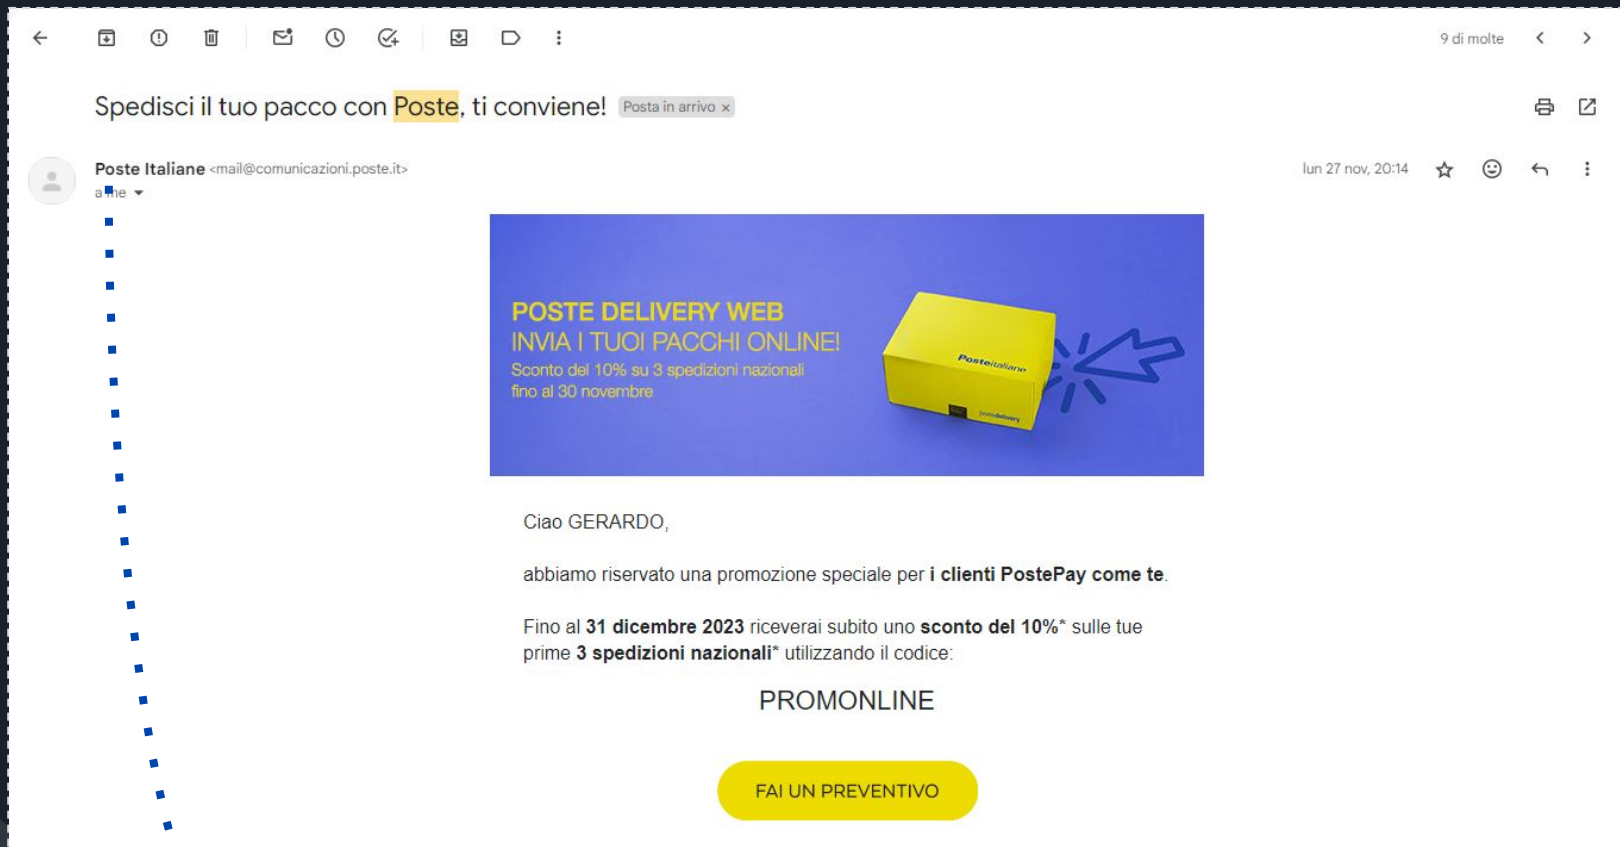 9 di molte
Spedisci il tuo pacco con Poste, ti conviene! Posta in arrivo ×
Poste Italiane <mail@comunicazioni.poste.it> lun 27 nov, 20:14
a me
POSTE DELIVERY WEB
INVIA I TUOI PACCHI ONLINE!
Sconto del 10% su 3 spedizioni nazionali
fino al 30 novembre
Posteitaliane
postedelivery
Ciao GERARDO,
abbiamo riservato una promozione speciale per i clienti PostePay come te.
Fino al 31 dicembre 2023 riceverai subito uno sconto del 10%* sulle tue
prime 3 spedizioni nazionali* utilizzando il codice:
PROMONLINE
FAI UN PREVENTIVO